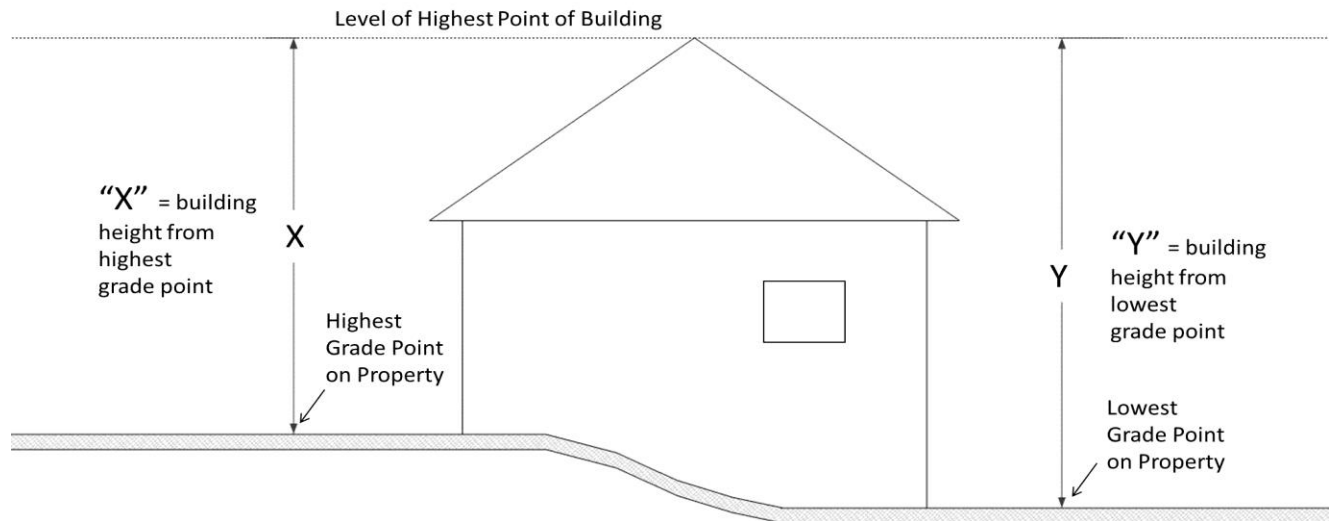 Level of Highest Point of Building
“X” = building
height from
highest
grade point
X
Highest
Grade Point
on Property
Y
“Y” = building
height from
lowest
grade point
Lowest
Grade Point
on Property